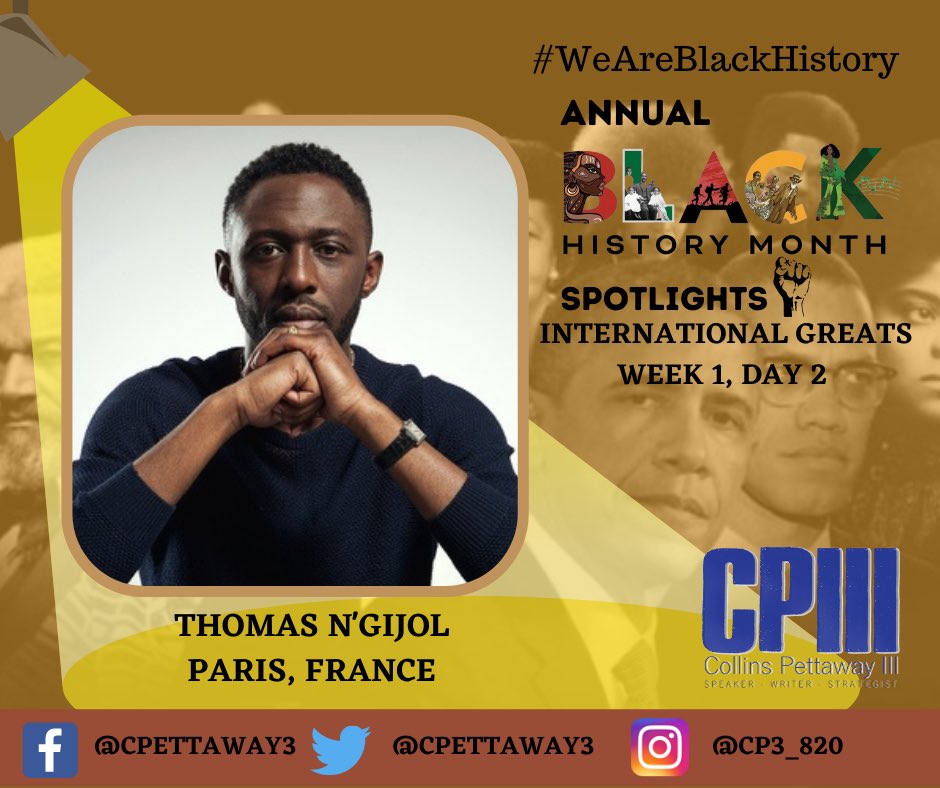 #WeAreBlackHistory
ANNUAL
BLACK
HISTORY MONTH
SPOTLIGHTS
INTERNATIONAL GREATS
WEEK 1, DAY 2
CPIII
Collins Pettaway III
SPEAKER - WRITER - STRATEGIST
THOMAS N'GIJOL
PARIS, FRANCE
@CPETTAWAY3
@CPETTAWAY3
@CP3_820